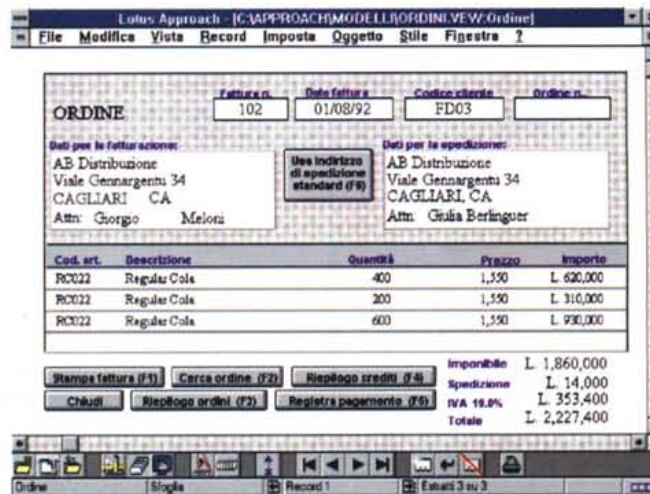 Lotus Approach - [C:\APPROACH\MODELLI\ORDINI.VEW:Ordine]
File Modifica Vista Record Imposta Oggetto Stile Finestra ?
Fattura n. Data fattura Codice cliente Ordine n.
ORDINE 102 01/08/92 FD03
Dati per la fatturazione: Dati per la spedizione:
AB Distribuzione Usa indirizzo AB Distribuzione
Viale Gennargentu 34 di spedizione Viale Gennargentu 34
CAGLIARI CA standard (F8) CAGLIARI, CA
Attn: Giorgio Meloni Attn: Giulia Berlinguer
Cod. art. Descrizione Quantità Prezzo Importo
RC022 Regular Cola 400 1,550 L. 620,000
RC022 Regular Cola 200 1,550 L. 310,000
RC022 Regular Cola 600 1,550 L. 930,000
Imponibile L. 1,860,000
Stampa fattura (F1) Cerca ordine (F2) Riepilogo crediti (F4) Spedizione L. 14,000
Chiudi Riepilogo ordini (F3) Registra pagamento (F5) IVA 19.0% L. 353,400
Totale L. 2,227,400
Ordine Sfoglia Record 1 Estratti 3 su 3